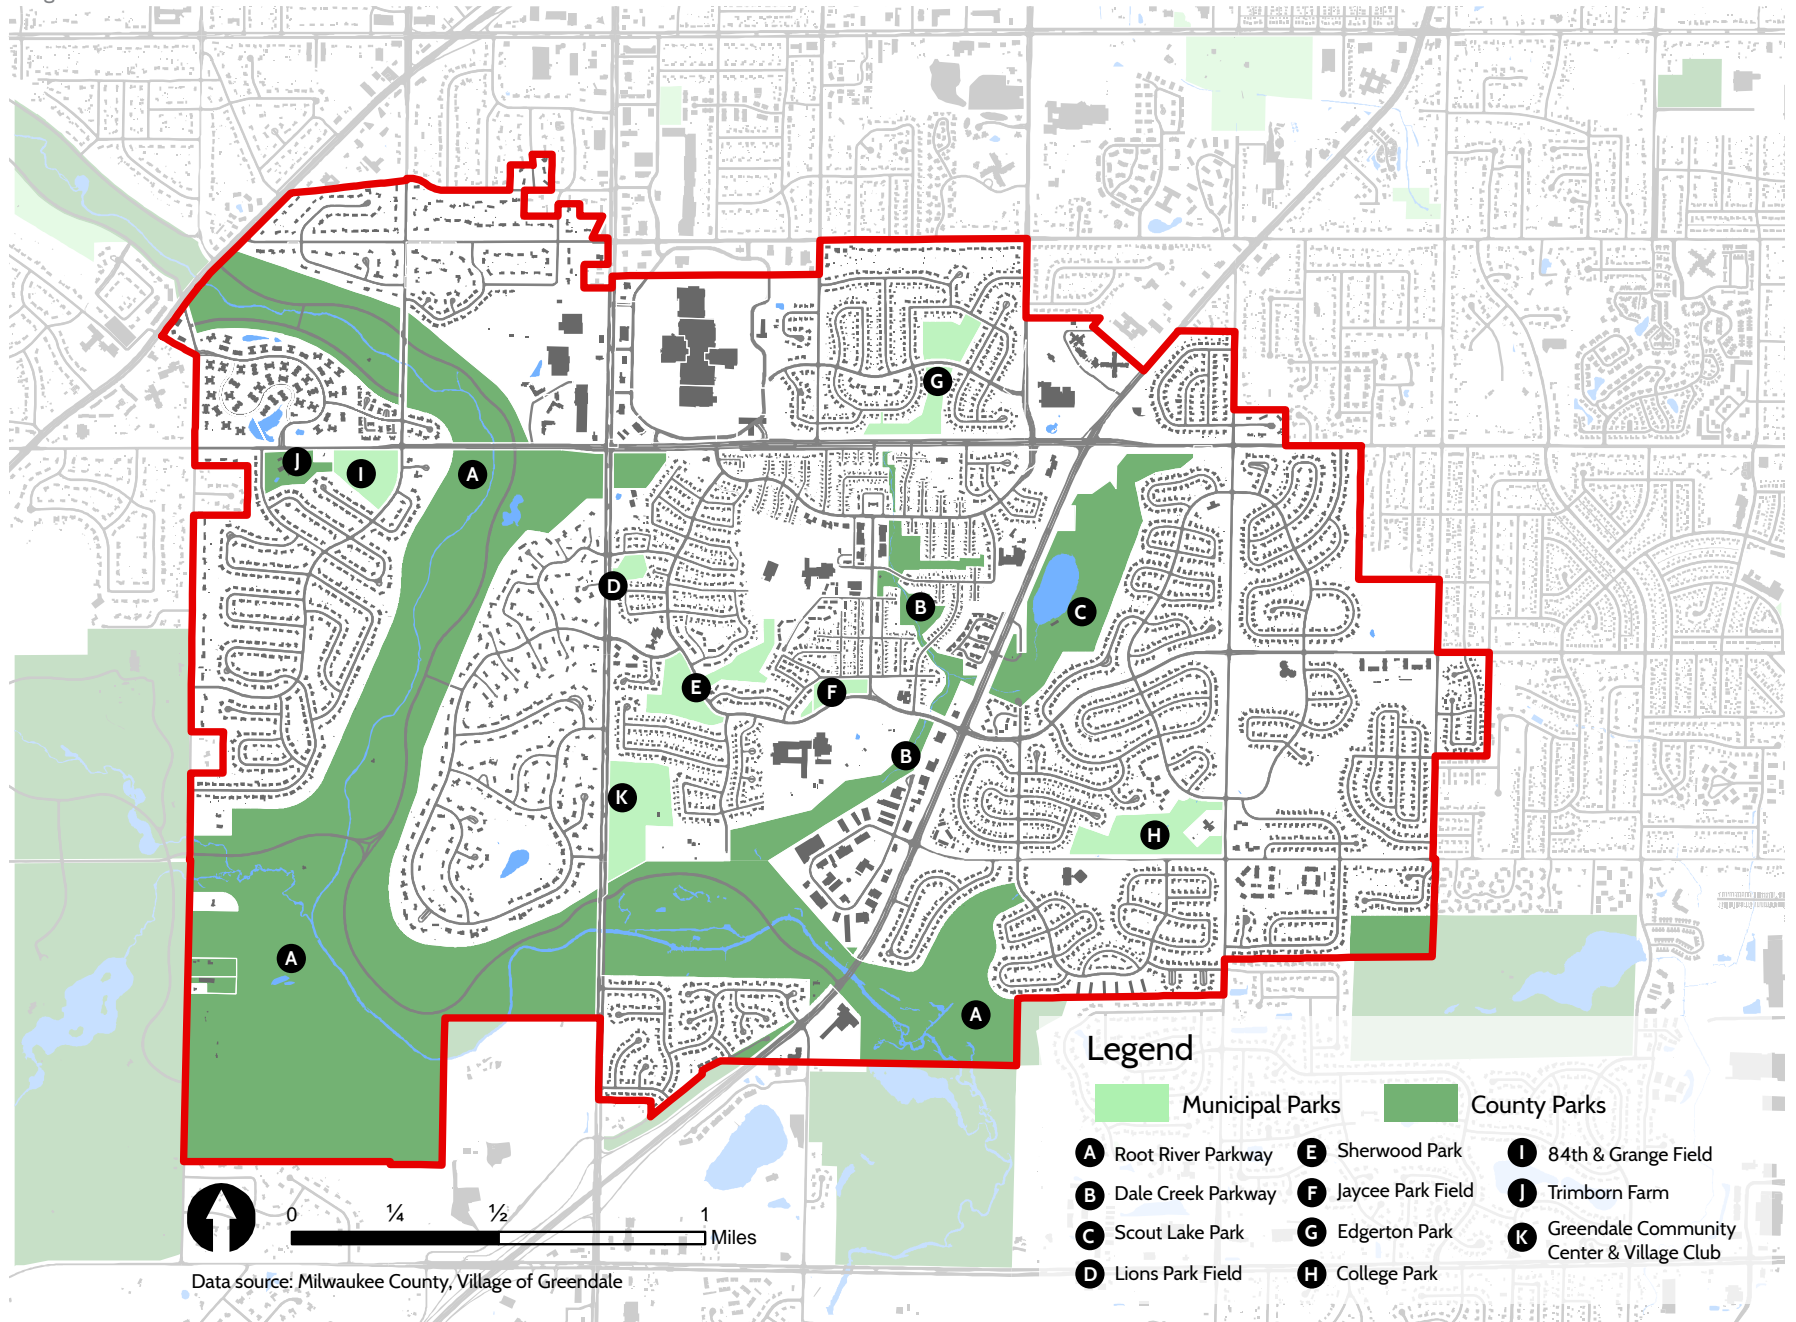 G
J
I
A
D
B
C
E
F
B
K
H
A
A
Legend
Municipal Parks
County Parks
A Root River Parkway
B Dale Creek Parkway
C Scout Lake Park
D Lions Park Field
E Sherwood Park
F Jaycee Park Field
G Edgerton Park
H College Park
I 84th & Grange Field
J Trimborn Farm
K Greendale Community
Center & Village Club
0 ¼ ½ 1
Miles
Data source: Milwaukee County, Village of Greendale